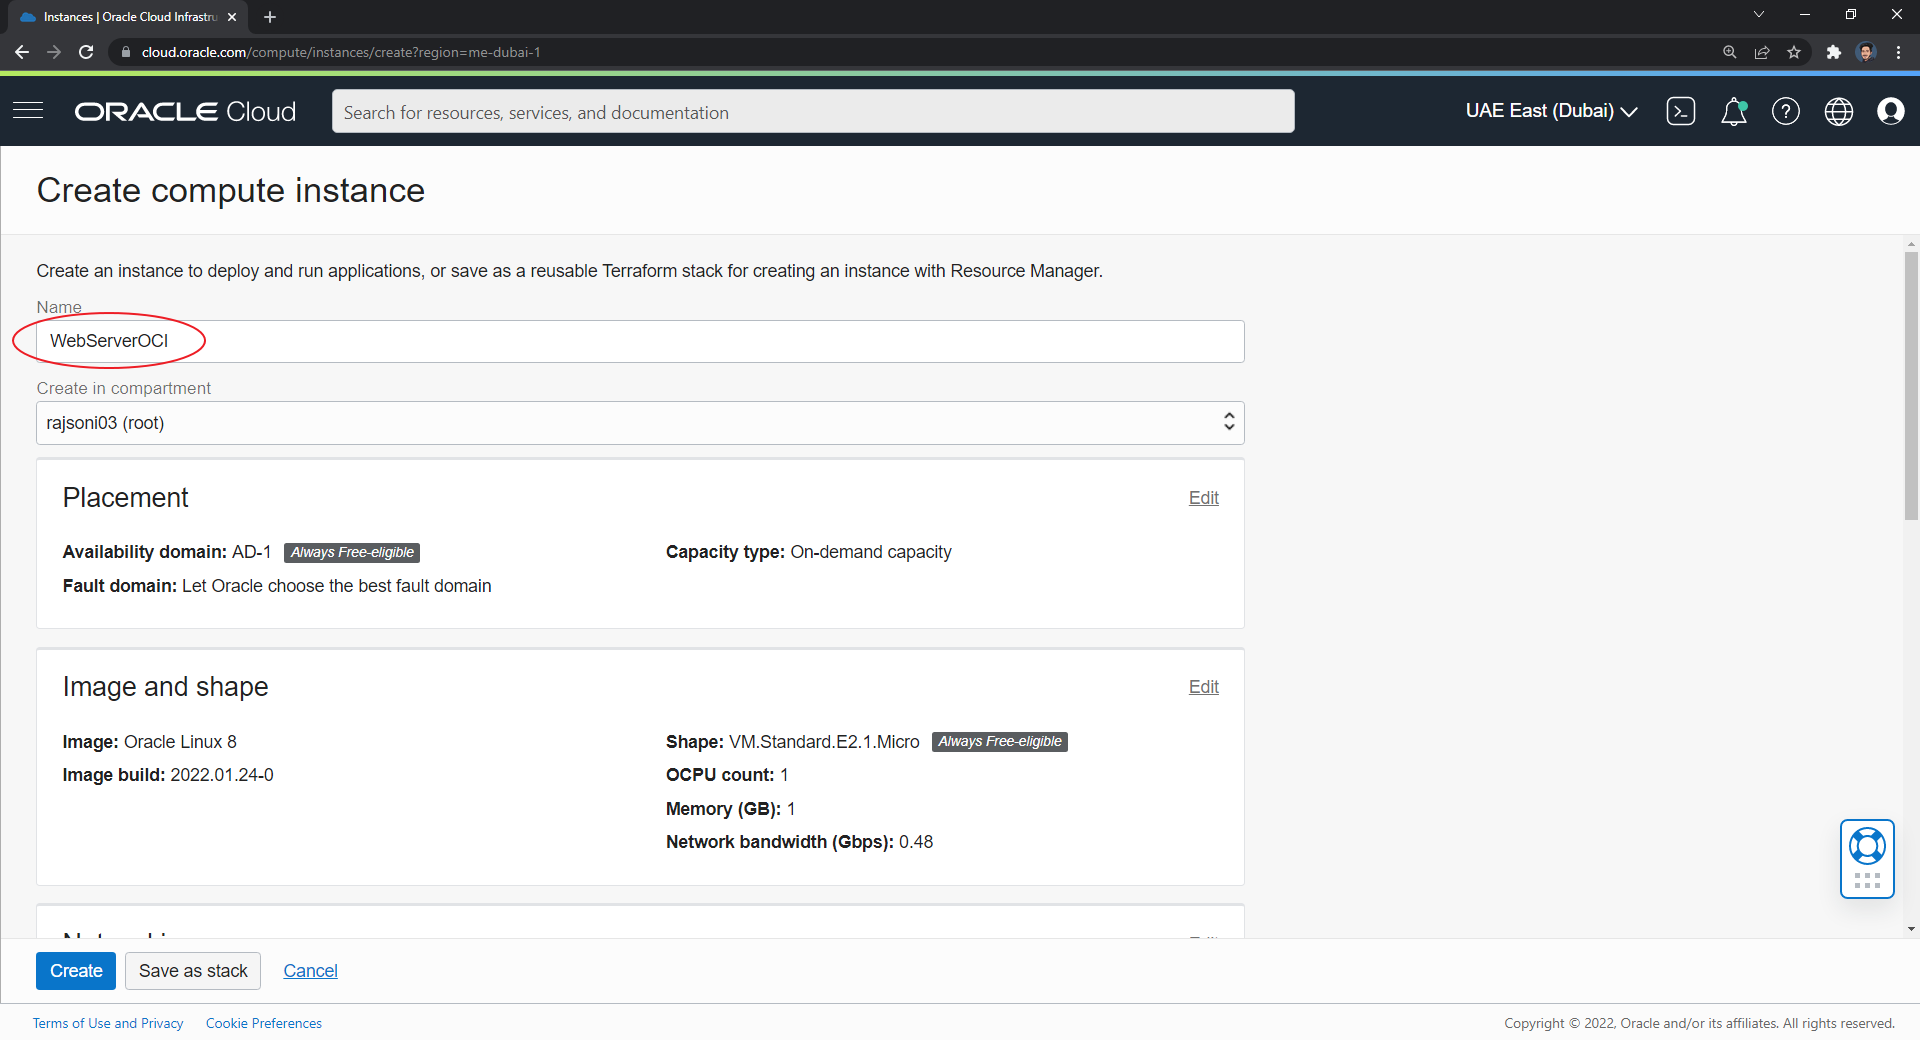 Instances | Oracle Cloud Infrastru
cloud.oracle.com/compute/instances/create?region=me-dubai-1
ORACLE Cloud
Search for resources, services, and documentation
UAE East (Dubai)
Create compute instance
Create an instance to deploy and run applications, or save as a reusable Terraform stack for creating an instance with Resource Manager.
Name
WebServerOCI
Create in compartment
rajsoni03 (root)
Placement
Edit
Availability domain: AD-1 Always Free-eligible
Capacity type: On-demand capacity
Fault domain: Let Oracle choose the best fault domain
Image and shape
Edit
Image: Oracle Linux 8
Shape: VM.Standard.E2.1.Micro Always Free-eligible
Image build: 2022.01.24-0
OCPU count: 1
Memory (GB): 1
Network bandwidth (Gbps): 0.48
Create
Save as stack
Cancel
Terms of Use and Privacy
Cookie Preferences
Copyright © 2022, Oracle and/or its affiliates. All rights reserved.